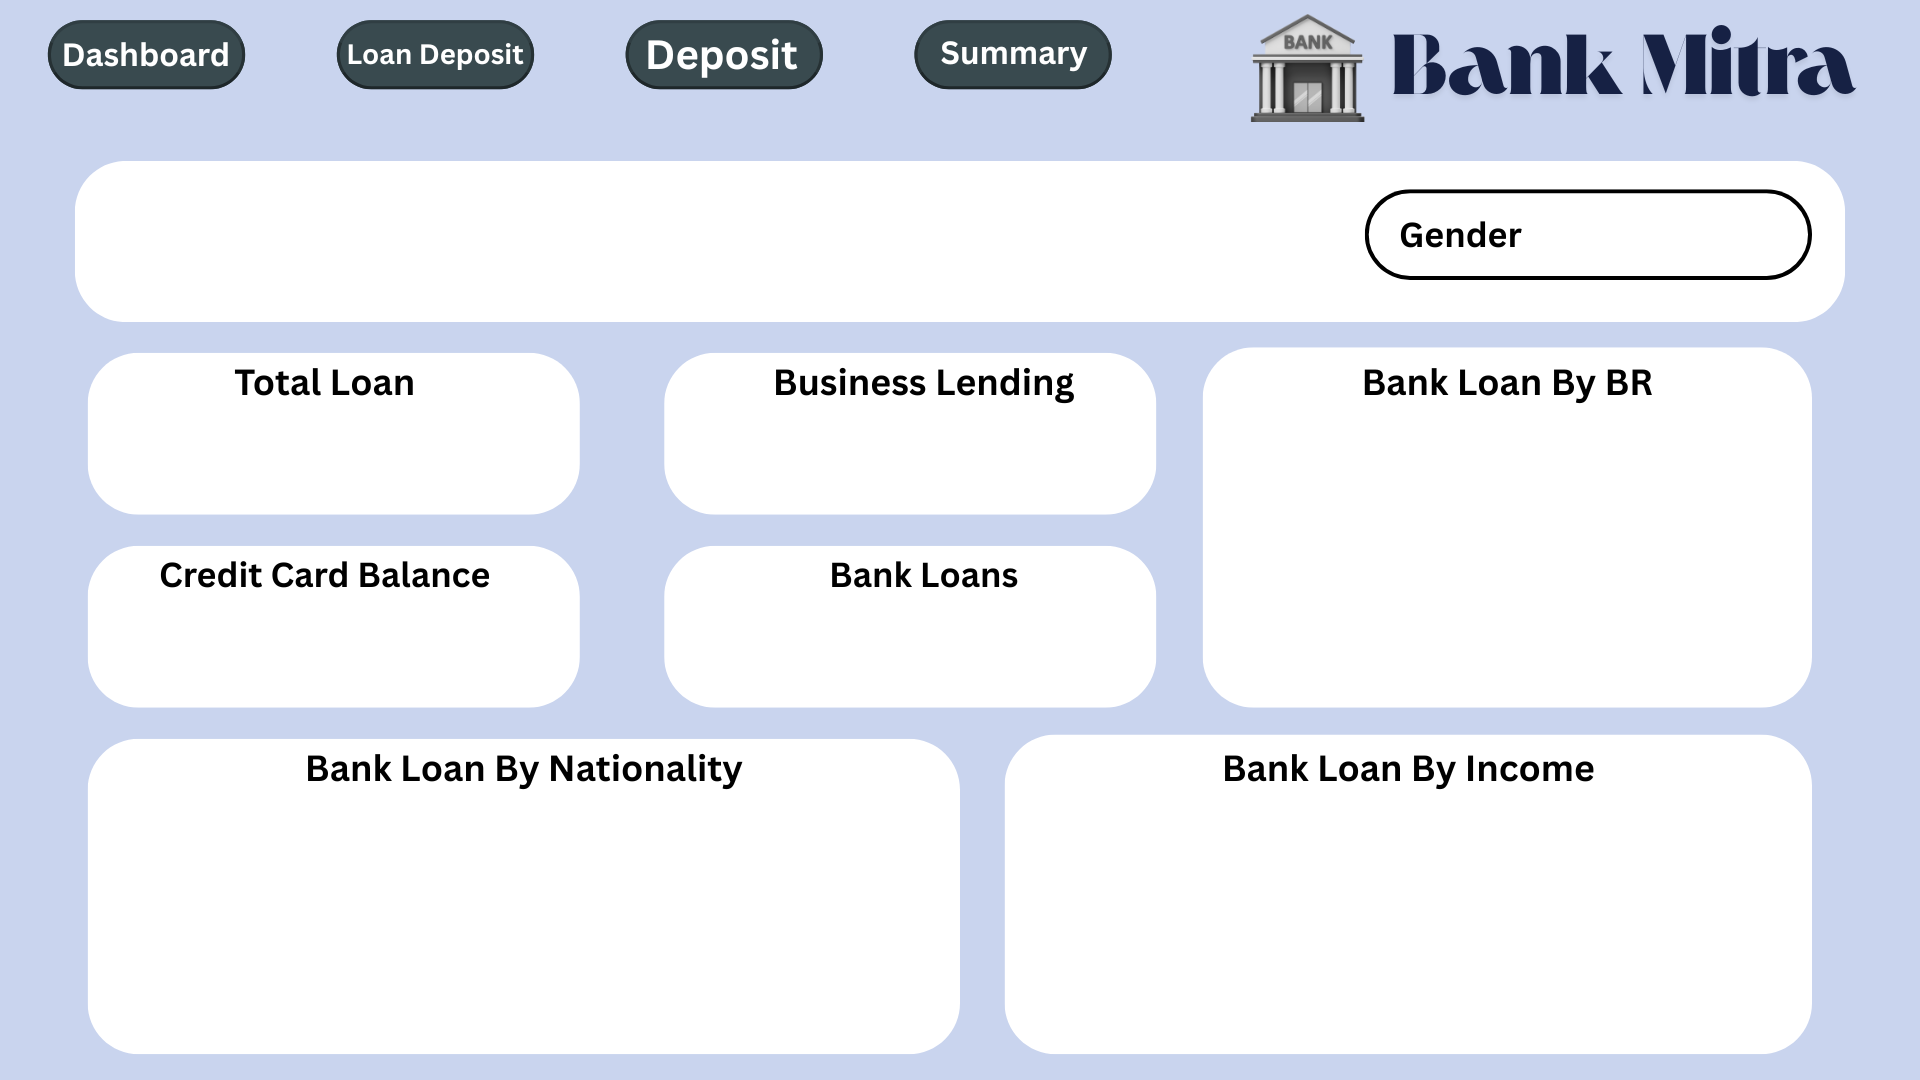 Dashboard
Loan Deposit
Deposit
Summary
BANK
Bank Mitra
Gender
Total Loan
Business Lending
Bank Loan By BR
Credit Card Balance
Bank Loans
Bank Loan By Nationality
Bank Loan By Income